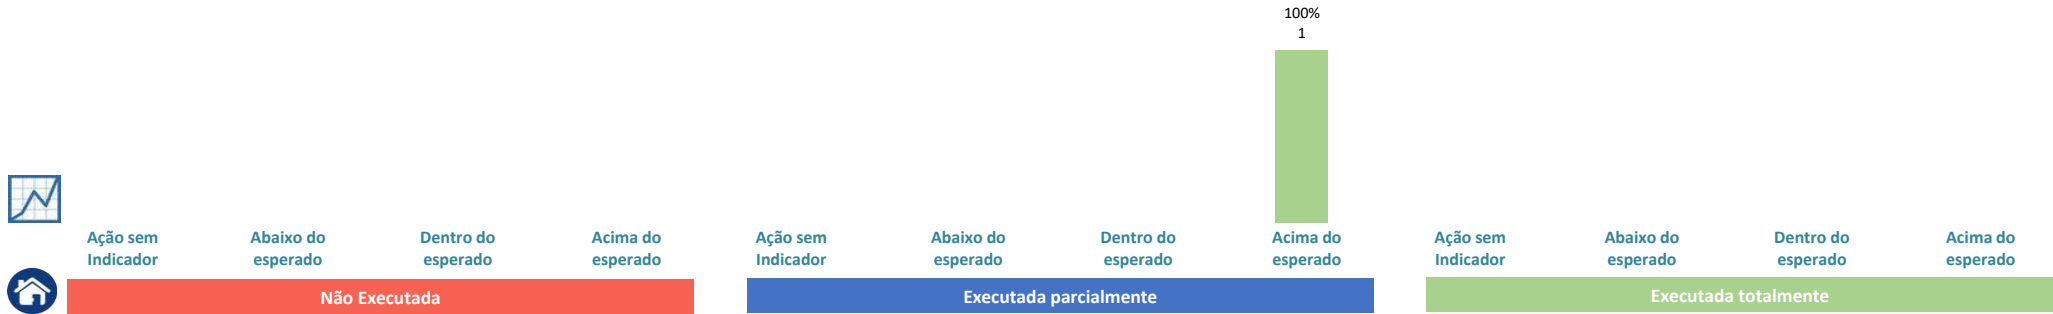 100%
1
Ação sem Indicador
Abaixo do esperado
Dentro do esperado
Acima do esperado
Ação sem Indicador
Abaixo do esperado
Dentro do esperado
Acima do esperado
Ação sem Indicador
Abaixo do esperado
Dentro do esperado
Acima do esperado
Não Executada
Executada parcialmente
Executada totalmente